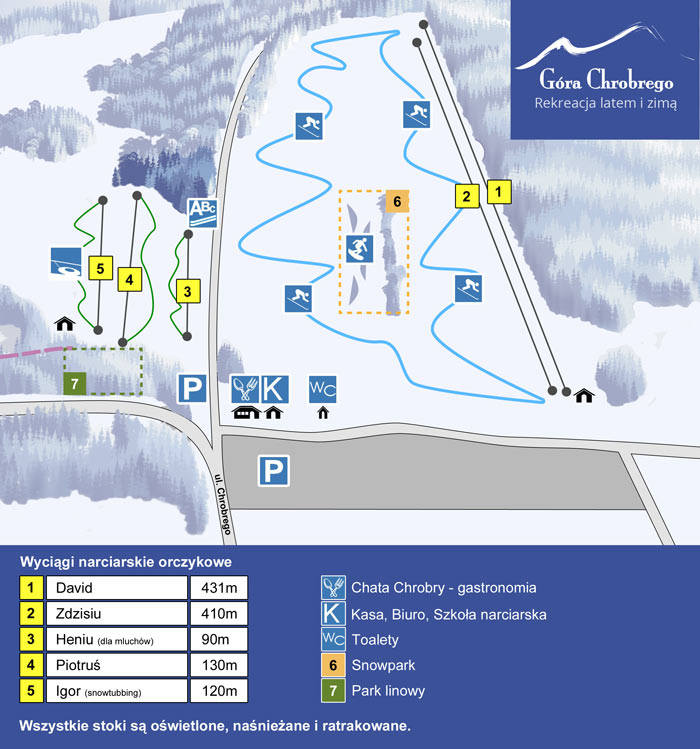 Góra Chrobrego
Rekreacja latem i zimą
1
2
6
ABC
5
4
3
7
P
K
WC
P
ul. Chrobrego
Wyciągi narciarskie orczykowe
1 David 431m
2 Zdzisiu 410m
3 Heniu (dla mluchów) 90m
4 Piotruś 130m
5 Igor (snowtubbing) 120m
Chata Chrobry - gastronomia
K Kasa, Biuro, Szkoła narciarska
WC Toalety
6 Snowpark
7 Park linowy
Wszystkie stoki są oświetlone, naśnieżane i ratrakowane.